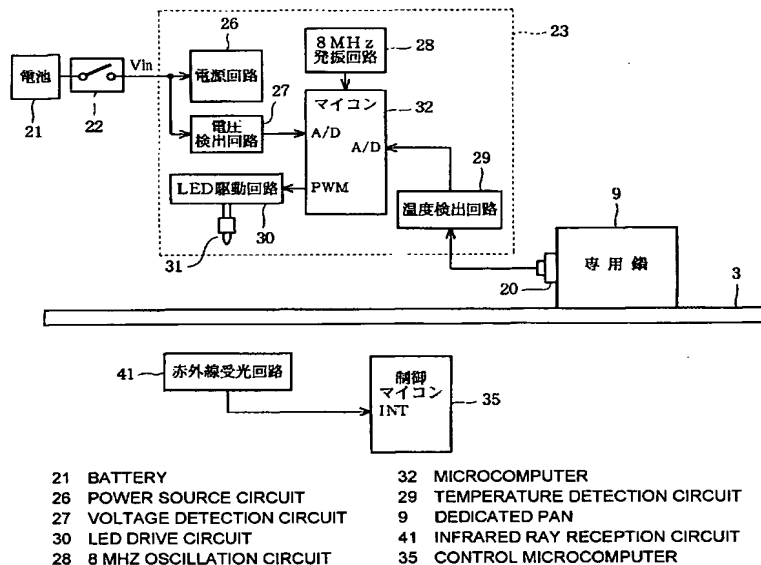 26
8MHz
発振回路
28
23
電池
Vin
電源回路
21
22
27
マイコン
32
電圧
検出回路
A/D
A/D
29
LED駆動回路
PWM
温度検出回路
9
31
30
専用鍋
20
3
41
赤外線受光回路
制御
マイコン
INT
35
21 BATTERY
26 POWER SOURCE CIRCUIT
27 VOLTAGE DETECTION CIRCUIT
30 LED DRIVE CIRCUIT
28 8 MHZ OSCILLATION CIRCUIT
32 MICROCOMPUTER
29 TEMPERATURE DETECTION CIRCUIT
9 DEDICATED PAN
41 INFRARED RAY RECEPTION CIRCUIT
35 CONTROL MICROCOMPUTER